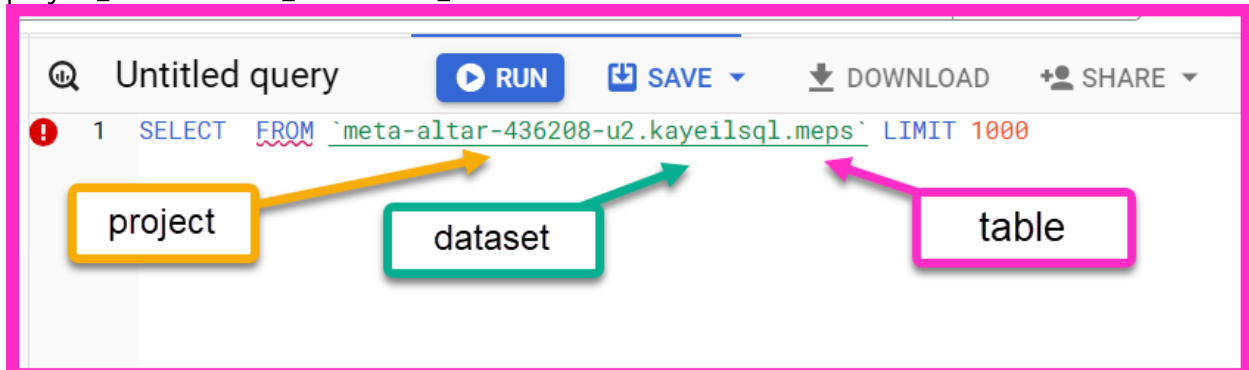 Untitled query RUN SAVE DOWNLOAD SHARE
1 SELECT FROM `meta-altar-436208-u2.kayeilsql.meps` LIMIT 1000
project
dataset
table